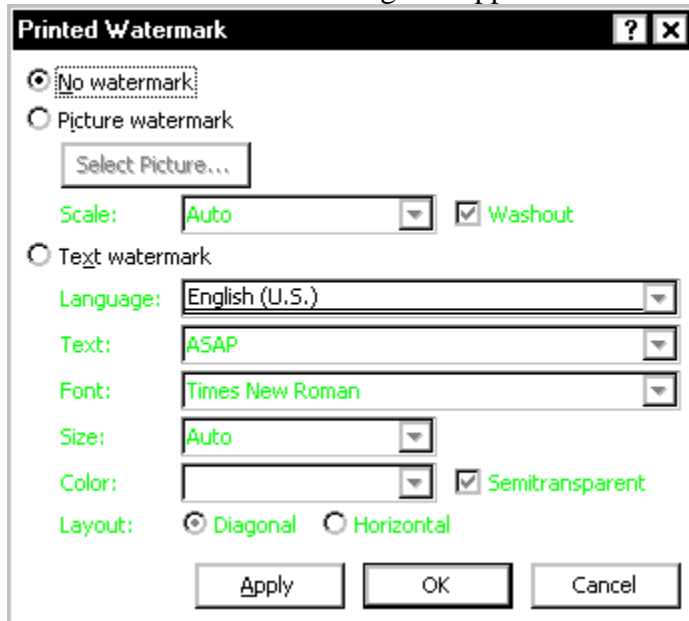 Printed Watermark
No watermark
Picture watermark
Select Picture...
Scale: Auto Washout
Text watermark
Language: English (U.S.)
Text: ASAP
Font: Times New Roman
Size: Auto
Color: Semitransparent
Layout: Diagonal Horizontal
Apply OK Cancel